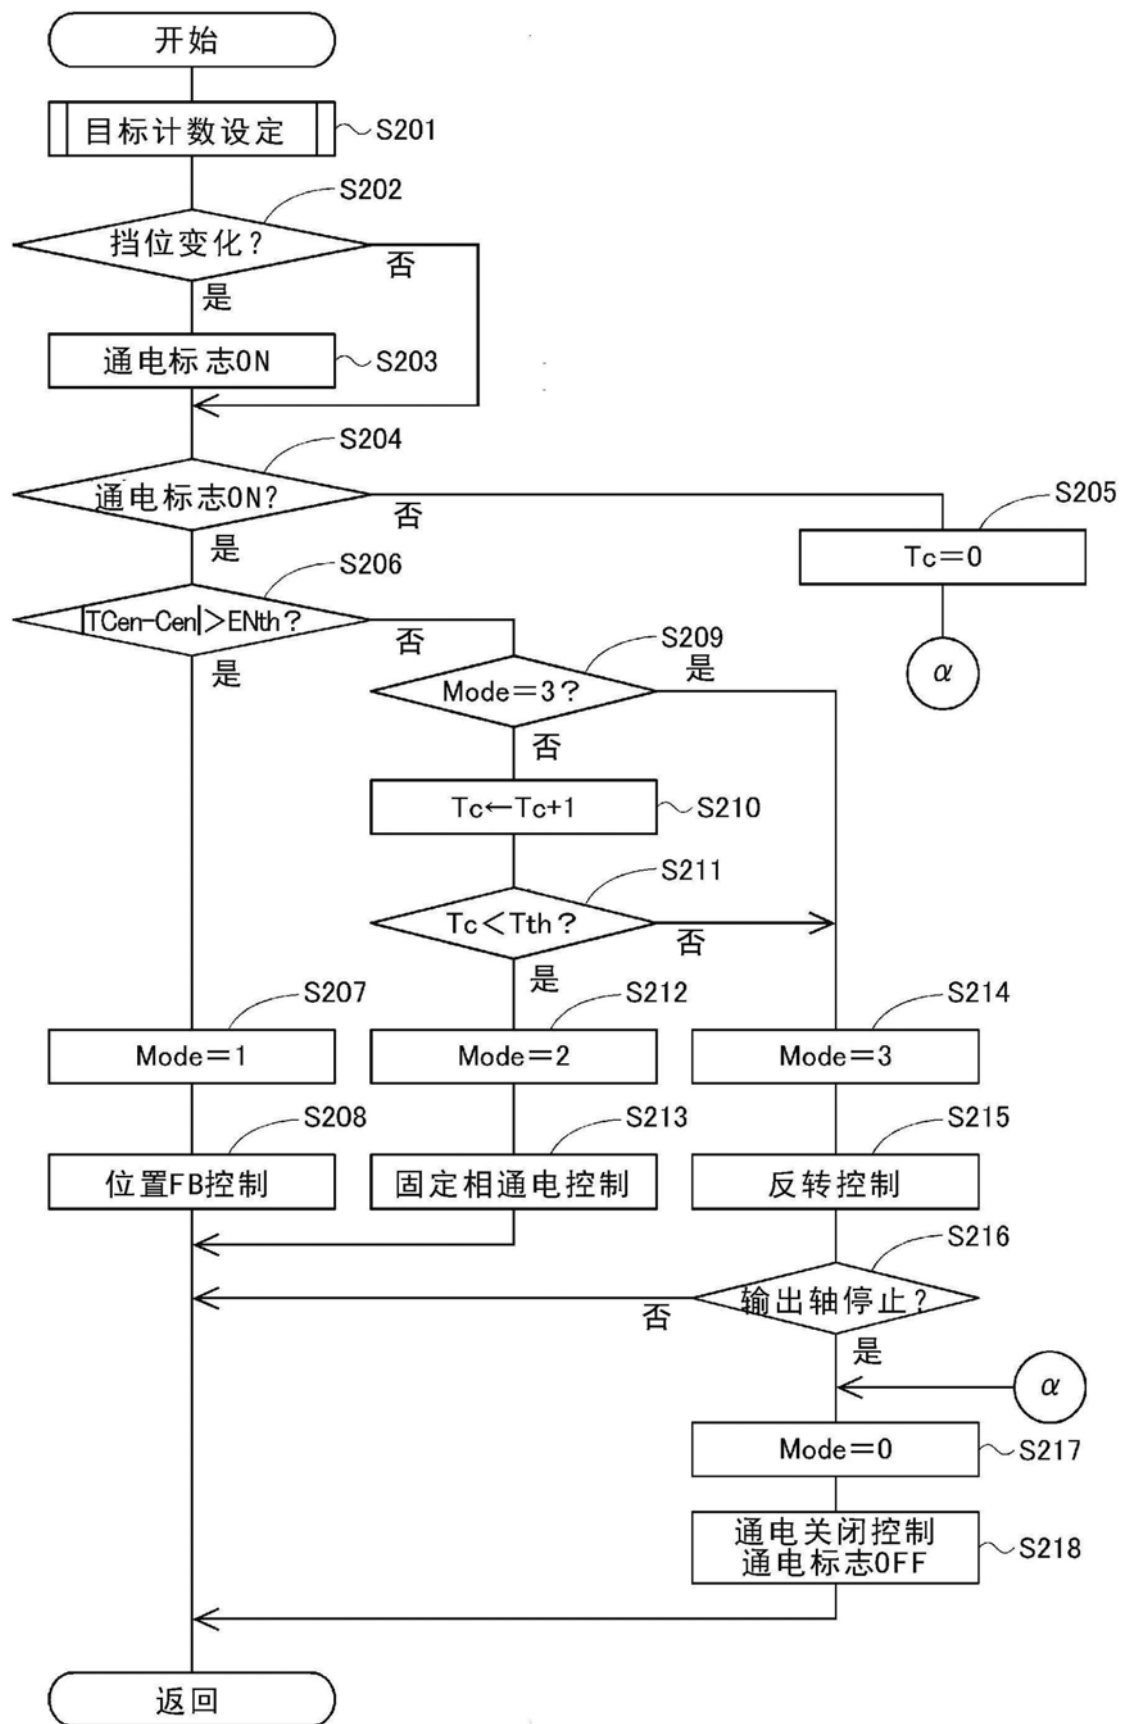 开始
目标计数设定
S201
S202
挡位变化？
否
是
通电标志ON
S203
S204
通电标志ON？
否
是
S205
Tc＝0
α
S206
|TCen-Cen|＞ENth？
否
是
S209
Mode＝3？
是
否
Tc←Tc+1
S210
S211
Tc＜Tth？
否
是
S207
Mode＝1
S212
Mode＝2
S214
Mode＝3
S208
位置FB控制
S213
固定相通电控制
S215
反转控制
S216
输出轴停止？
否
是
α
Mode＝0
S217
通电关闭控制
通电标志OFF
S218
返回